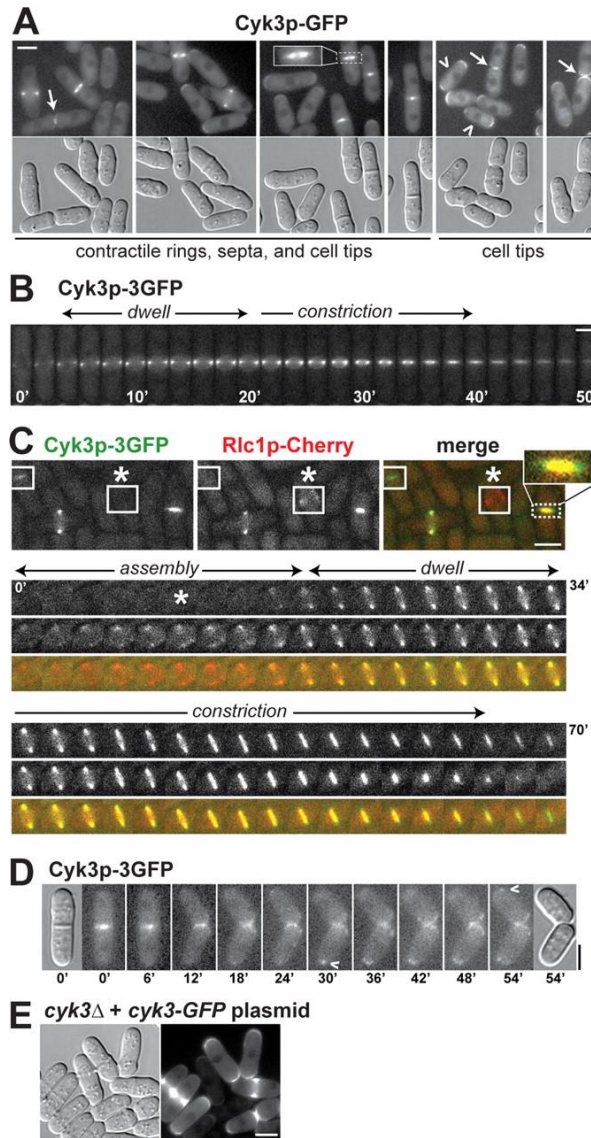 A
Cyk3p-GFP
contractile rings, septa, and cell tips
cell tips
B
Cyk3p-3GFP
dwell
constriction
0' 10' 20' 30' 40' 50'
C
Cyk3p-3GFP Rlc1p-Cherry merge
* * *
assembly dwell
0' 34'
*
constriction
70'
D
Cyk3p-3GFP
0' 0' 6' 12' 18' 24' 30' 36' 42' 48' 54' 54'
E
cyk3Δ + cyk3-GFP plasmid